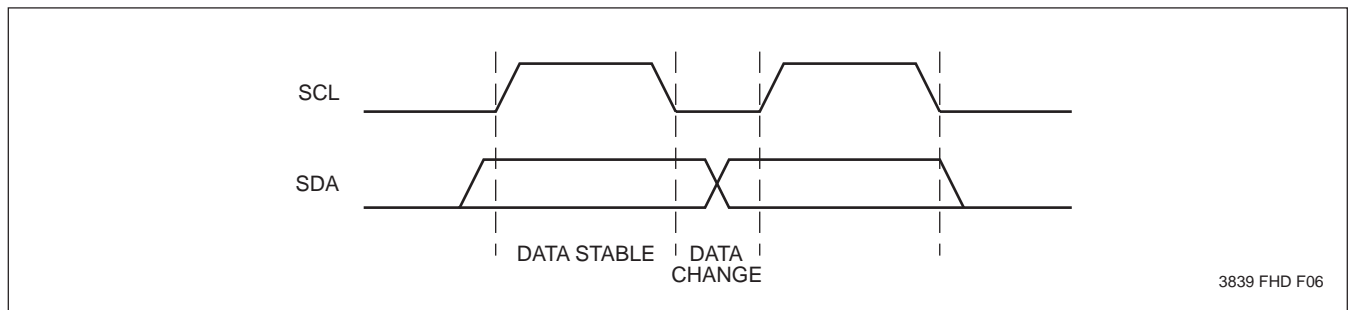 SCL
SDA
DATA STABLE
DATA
CHANGE
3839 FHD F06